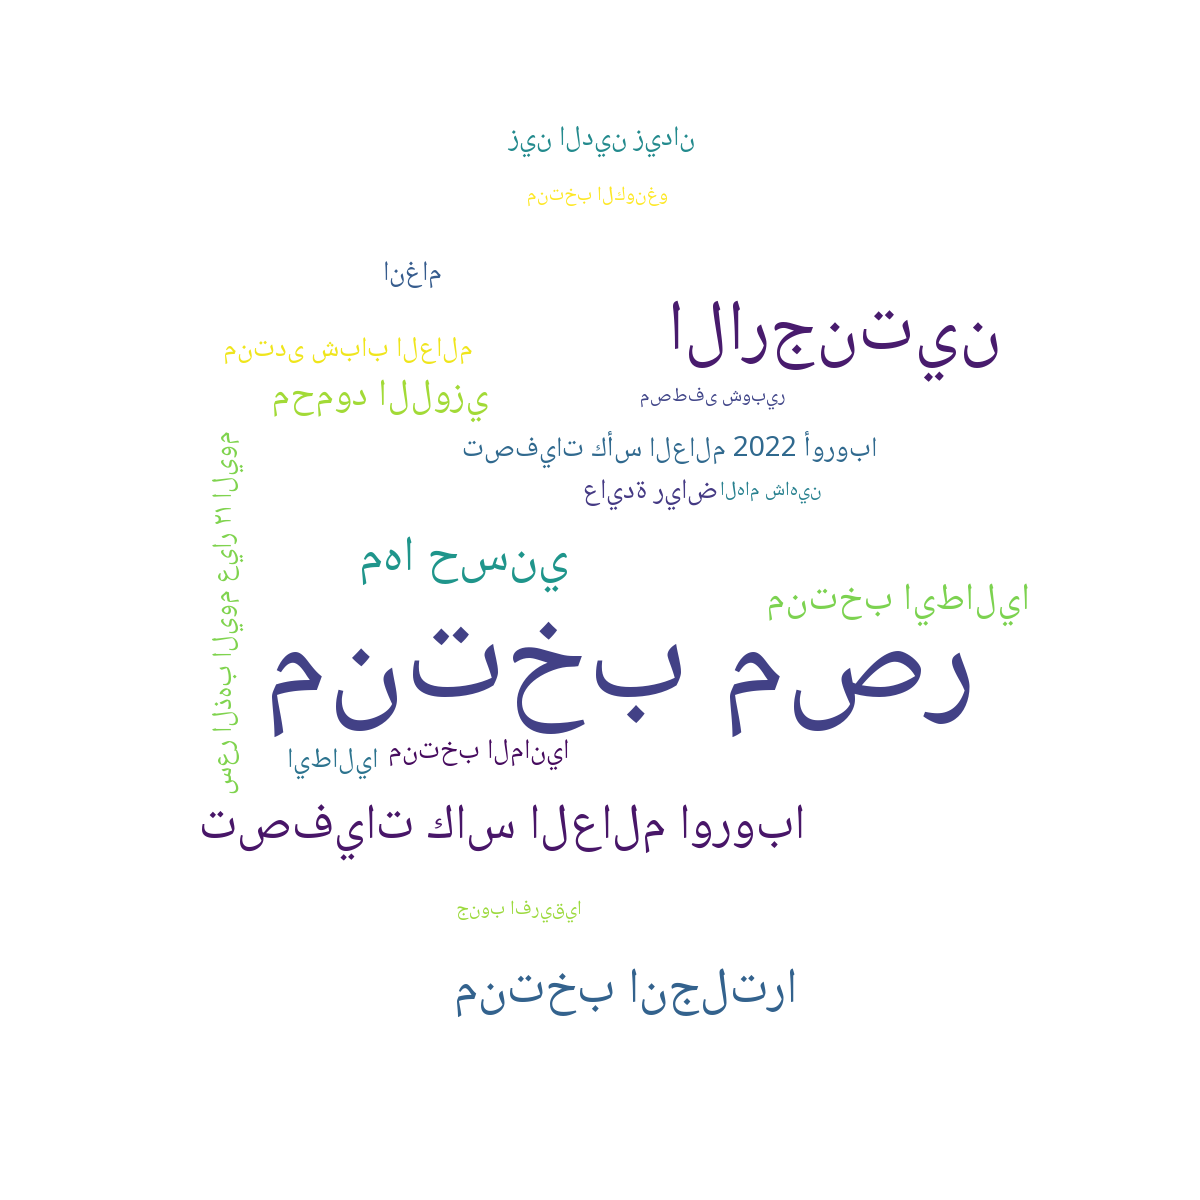 زين الدين زيدان
منتخب الكونغو
انغام
الارجنتين
منتدى شباب العالم
محمود اللوزي
مصطفى شوبير
تصفيات كأس العالم 2022 أوروبا
عايدة رياض
الهام شاهين
مها حسني
منتخب ايطاليا
سعر الذهب اليوم عيار ٢١ اليوم
منتخب مصر
منتخب المانيا
ايطاليا
تصفيات كاس العالم اوروبا
جنوب افريقيا
منتخب انجلترا